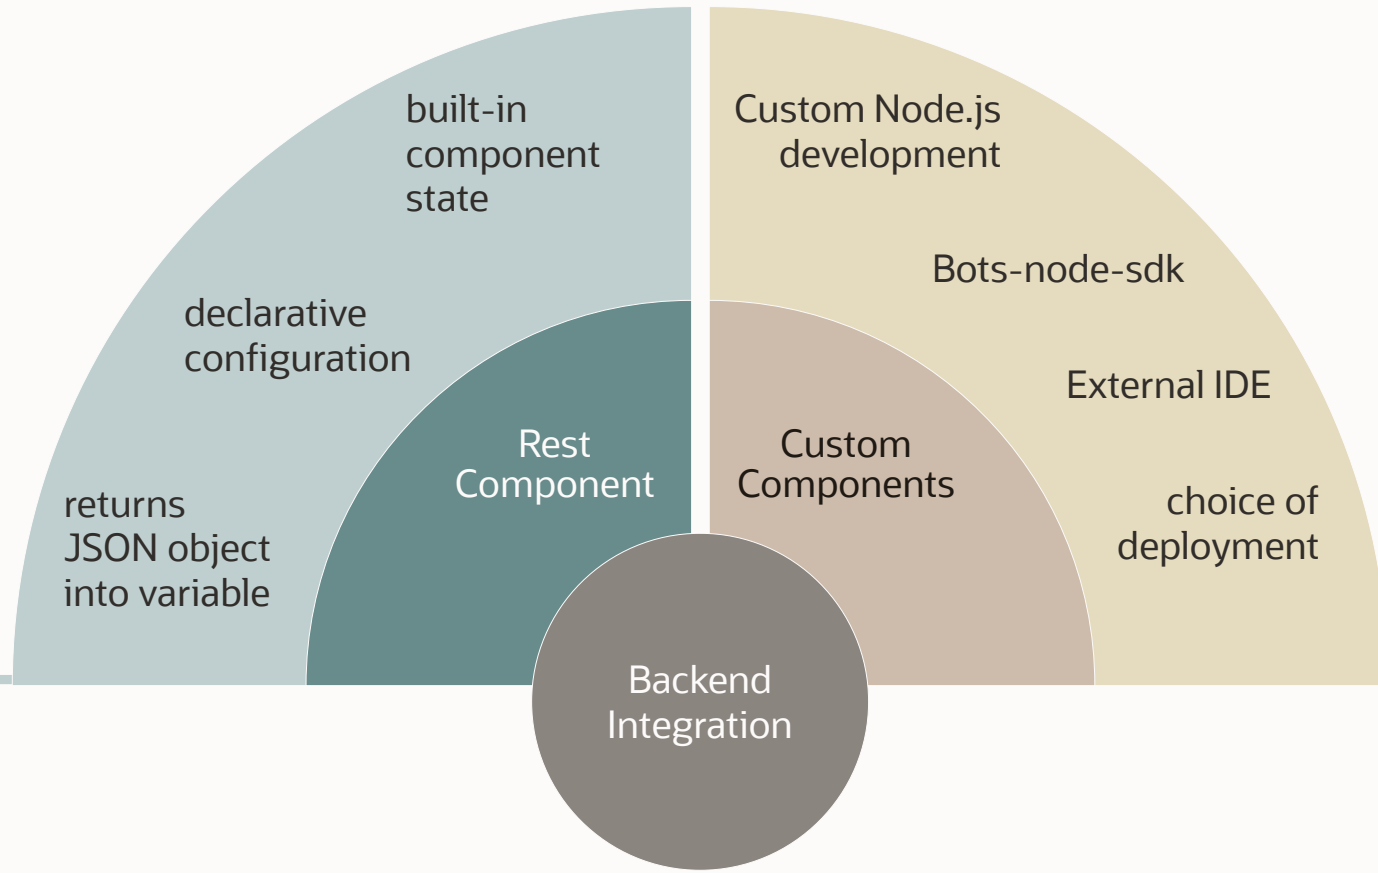 built-in
component
state
declarative
configuration
returns
JSON object
into variable
Rest
Component
Custom Node.js
development
Bots-node-sdk
External IDE
choice of
deployment
Custom
Components
Backend
Integration